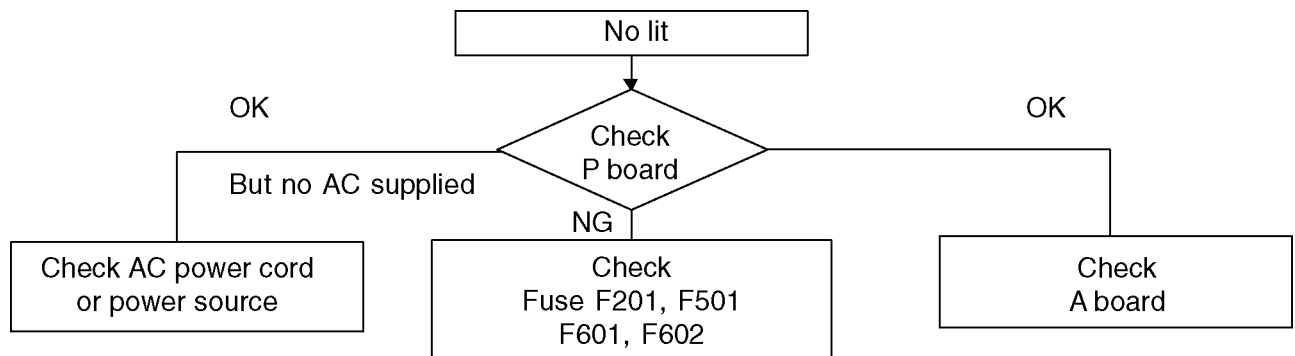 No lit
OK
OK
Check
P board
But no AC supplied
NG
Check AC power cord
or power source
Check
Fuse F201, F501
F601, F602
Check
A board